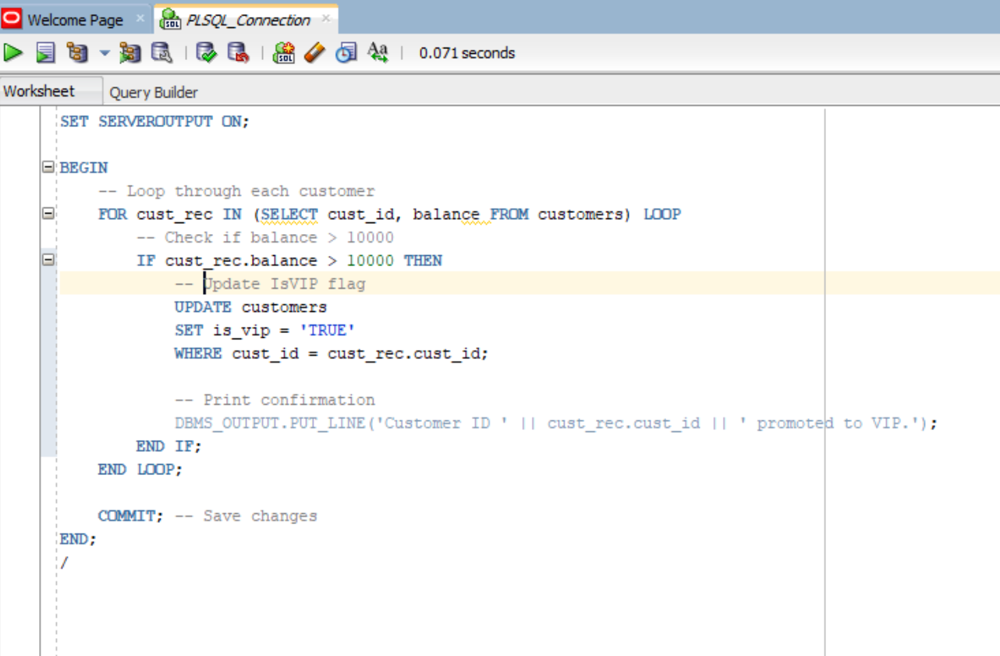 Welcome Page
PLSQL_Connection
SQL
SQL
0.071 seconds
Worksheet
Query Builder
SET SERVEROUTPUT ON;
BEGIN
-- Loop through each customer
FOR cust_rec IN (SELECT cust_id, balance FROM customers) LOOP
-- Check if balance > 10000
IF cust_rec.balance > 10000 THEN
-- Update IsVIP flag
UPDATE customers
SET is_vip = 'TRUE'
WHERE cust_id = cust_rec.cust_id;
-- Print confirmation
DBMS_OUTPUT.PUT_LINE('Customer ID ' || cust_rec.cust_id || ' promoted to VIP.');
END IF;
END LOOP;
COMMIT; -- Save changes
END;
/